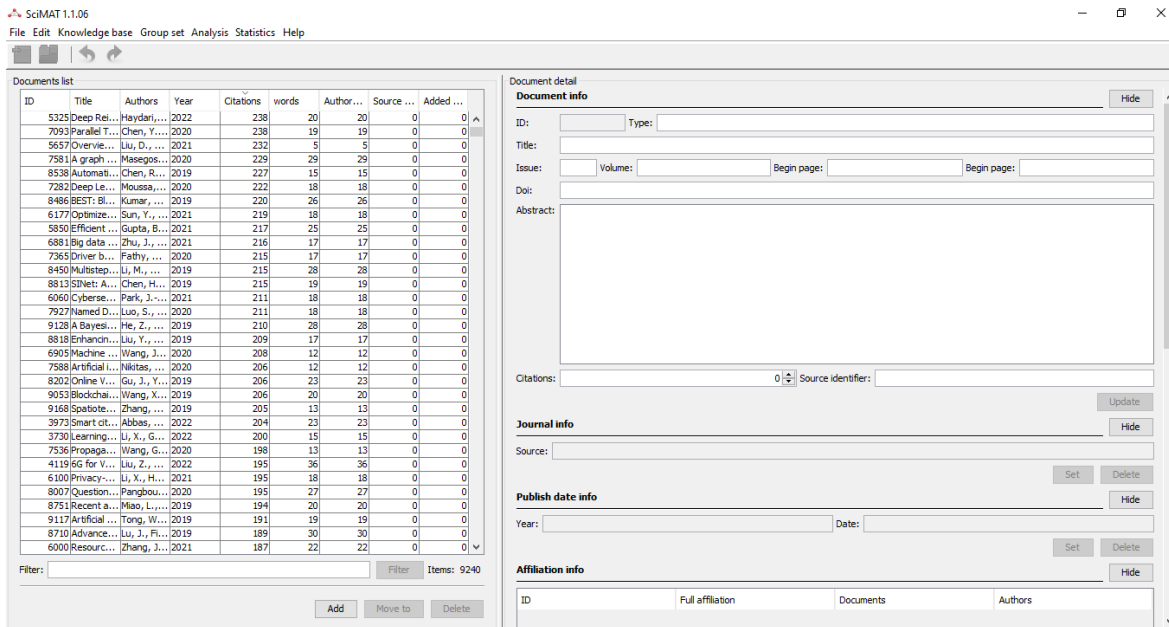 SciMAT 1.1.06
File Edit Knowledge base Group set Analysis Statistics Help
Documents list
ID Title Authors Year Citations words Author... Source ... Added ...
5325 Deep Rei... Haydari,... 2022 238 20 20 0 0
7093 Parallel T... Chen, Y.... 2020 238 19 19 0 0
5657 Overvie... Liu, D., ... 2021 232 5 5 0 0
7581 A graph ... Masegos... 2020 229 29 29 0 0
8538 Automati... Chen, R... 2019 227 15 15 0 0
7282 Deep Le... Moussa,... 2020 222 18 18 0 0
8486 BEST: Bl... Kumar, ... 2019 220 26 26 0 0
6177 Optimize... Sun, Y., ... 2021 219 18 18 0 0
5850 Efficient ... Gupta, B... 2021 217 25 25 0 0
6881 Big data ... Zhu, J., ... 2021 216 17 17 0 0
7365 Driver b... Fathy, ... 2020 215 17 17 0 0
8450 Multistep... Li, M., ... 2019 215 28 28 0 0
8813 SINet: A... Chen, H... 2019 215 19 19 0 0
6060 Cyberse... Park, J.-... 2021 211 18 18 0 0
7927 Named D... Luo, S., ... 2020 211 18 18 0 0
9128 A Bayesi... He, Z., ... 2019 210 28 28 0 0
8818 Enhancin... Liu, Y., ... 2019 209 17 17 0 0
6905 Machine ... Wang, J... 2020 208 12 12 0 0
7588 Artificial i... Nikitas, ... 2020 206 12 12 0 0
8202 Online V... Gu, J., Y... 2019 206 23 23 0 0
9053 Blockchai... Wang, X... 2019 206 20 20 0 0
9168 Spatiote... Zhang, ... 2019 205 13 13 0 0
3973 Smart cit... Abbas, ... 2022 204 23 23 0 0
3730 Learning... Li, X., G... 2022 200 15 15 0 0
7536 Propaga... Wang, G... 2020 198 13 13 0 0
4119 6G for V... Liu, Z., ... 2022 195 36 36 0 0
6100 Privacy-... Li, X., H... 2021 195 18 18 0 0
8007 Question... Pangbou... 2020 195 27 27 0 0
8751 Recent a... Miao, L.,... 2019 194 20 20 0 0
9117 Artificial ... Tong, W... 2019 191 19 19 0 0
8710 Advance... Lu, J., Fi... 2019 189 30 30 0 0
6000 Resourc... Zhang, J... 2021 187 22 22 0 0
Filter: Filter Items: 9240
Add Move to Delete
Document detail
Document info Hide
ID: Type:
Title:
Issue: Volume: Begin page: Begin page:
Doi:
Abstract:
Citations: 0 Source identifier:
Update
Journal info Hide
Source:
Set Delete
Publish date info Hide
Year: Date:
Set Delete
Affiliation info Hide
ID Full affiliation Documents Authors